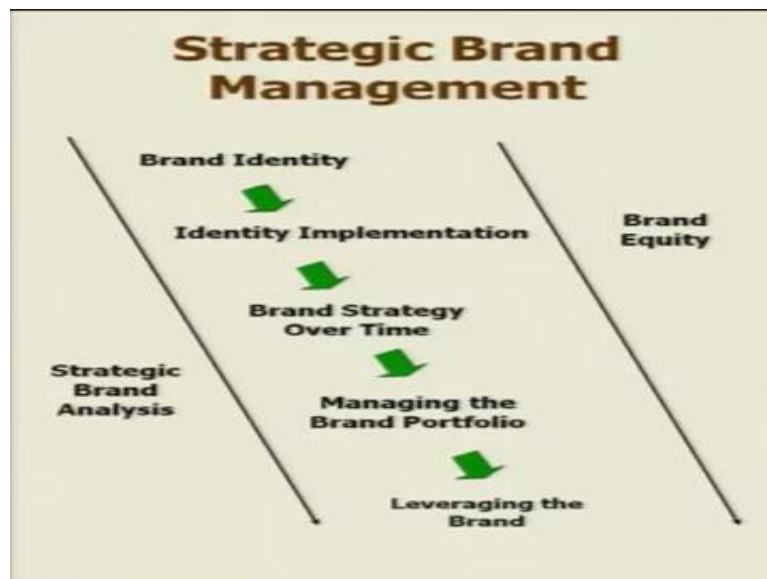 Strategic Brand
Management
Brand Identity
Identity Implementation
Brand
Equity
Brand Strategy
Over Time
Strategic
Brand
Analysis
Managing the
Brand Portfolio
Leveraging the
Brand